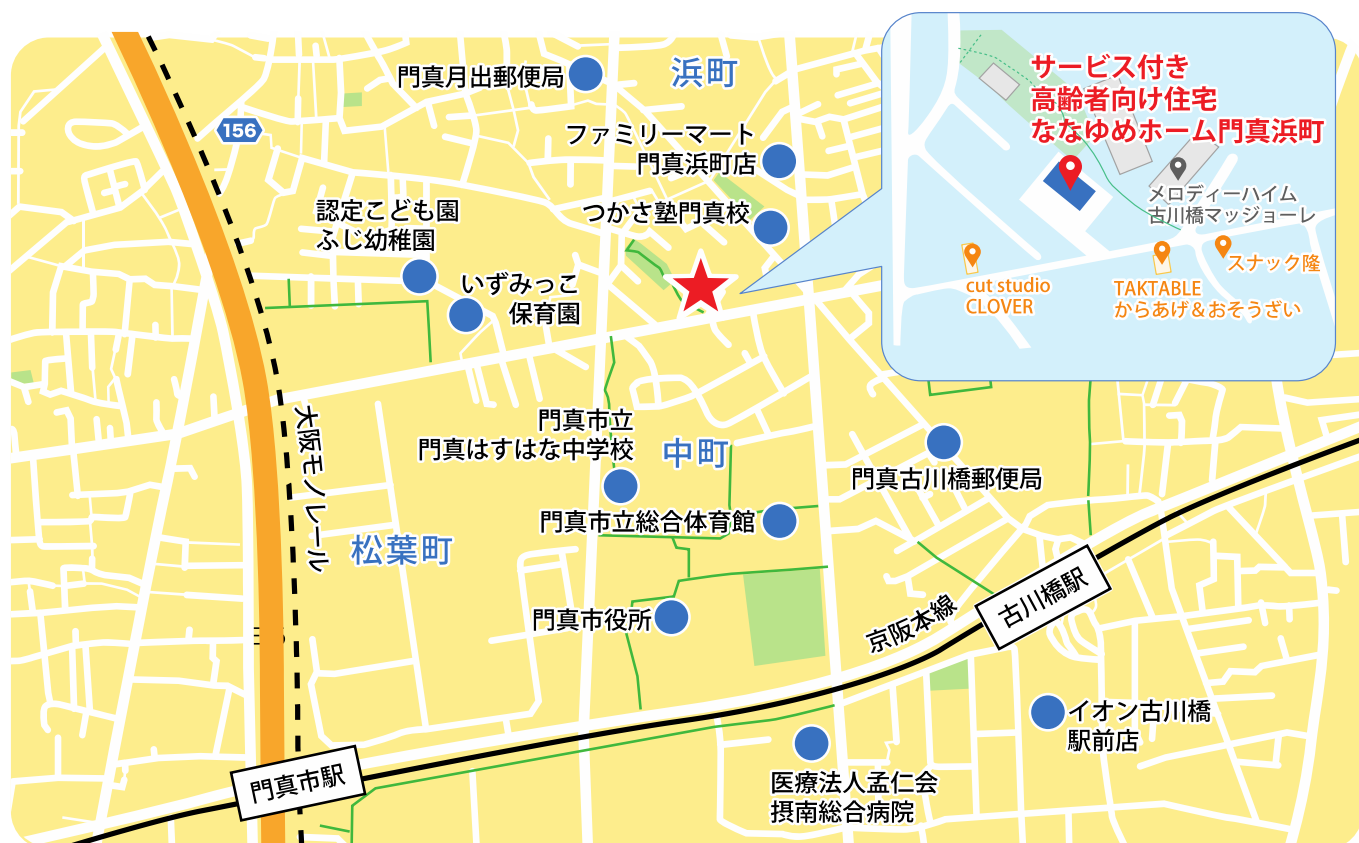 門真月出郵便局
浜町
156
ファミリーマート
門真浜町店
つかさ塾門真校
認定こども園
ふじ幼稚園
いずみっこ
保育園
サービス付き
高齢者向け住宅
ななゆめホーム門真浜町
メロディーハイム
古川橋マッジョーレ
スナック隆
cut studio
CLOVER
TAKTABLE
からあげ＆おそうざい
大阪モノレール
門真市立
門真はすはな中学校
中町
門真古川橋郵便局
門真市立総合体育館
松葉町
門真市役所
京阪本線
古川橋駅
イオン古川橋
駅前店
門真市駅
医療法人孟仁会
摂南総合病院